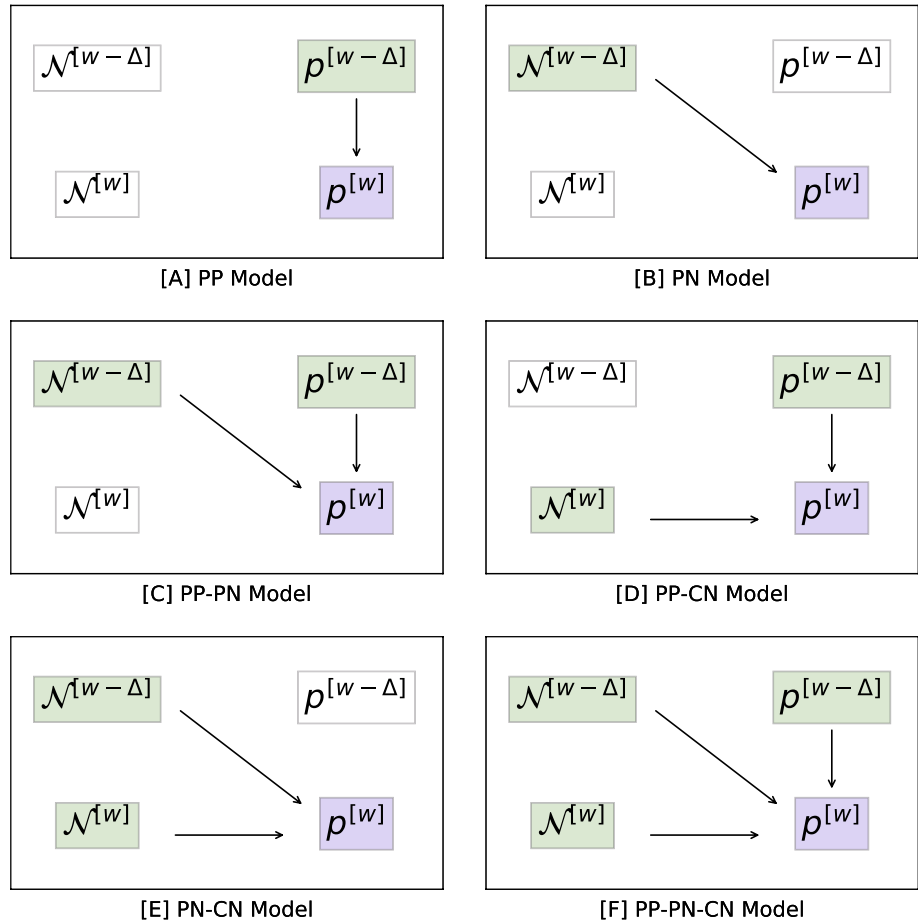 𝒩^[w − Δ] p^[w − Δ]
𝒩^[w] p^[w]
[A] PP Model
𝒩^[w − Δ] p^[w − Δ]
𝒩^[w] p^[w]
[B] PN Model
𝒩^[w − Δ] p^[w − Δ]
𝒩^[w] p^[w]
[C] PP-PN Model
𝒩^[w − Δ] p^[w − Δ]
𝒩^[w] p^[w]
[D] PP-CN Model
𝒩^[w − Δ] p^[w − Δ]
𝒩^[w] p^[w]
[E] PN-CN Model
𝒩^[w − Δ] p^[w − Δ]
𝒩^[w] p^[w]
[F] PP-PN-CN Model